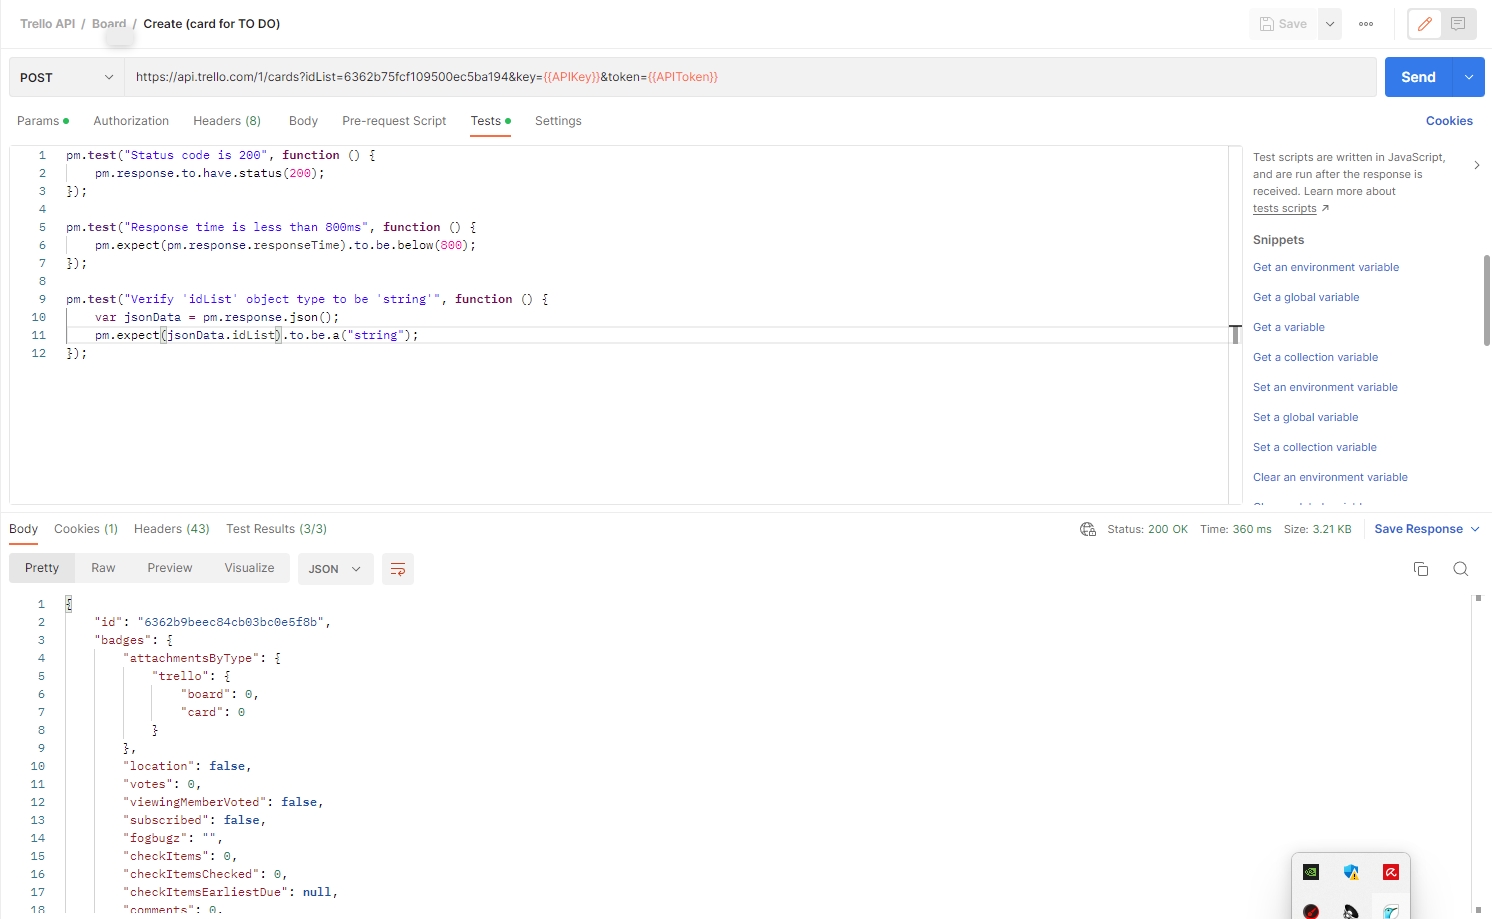 Trello API / Board / Create (card for TO DO)
Save
POST
https://api.trello.com/1/cards?idList=6362b75fcf109500ec5ba194&key={{APIKey}}&token={{APIToken}}
Send
Params Authorization Headers (8) Body Pre-request Script Tests Settings
Cookies
1 pm.test("Status code is 200", function () {
2 pm.response.to.have.status(200);
3 });
4
5 pm.test("Response time is less than 800ms", function () {
6 pm.expect(pm.response.responseTime).to.be.below(800);
7 });
8
9 pm.test("Verify 'idList' object type to be 'string'", function () {
10 var jsonData = pm.response.json();
11 pm.expect(jsonData.idList).to.be.a("string");
12 });
Test scripts are written in JavaScript,
and are run after the response is
received. Learn more about
tests scripts
Snippets
Get an environment variable
Get a global variable
Get a variable
Get a collection variable
Set an environment variable
Set a global variable
Set a collection variable
Clear an environment variable
Body Cookies (1) Headers (43) Test Results (3/3)
Status: 200 OK Time: 360 ms Size: 3.21 KB Save Response
Pretty Raw Preview Visualize JSON
1 {
2 "id": "6362b9beec84cb03bc0e5f8b",
3 "badges": {
4 "attachmentsByType": {
5 "trello": {
6 "board": 0,
7 "card": 0
8 }
9 },
10 "location": false,
11 "votes": 0,
12 "viewingMemberVoted": false,
13 "subscribed": false,
14 "fogbugz": "",
15 "checkItems": 0,
16 "checkItemsChecked": 0,
17 "checkItemsEarliestDue": null,
18 "comments": 0,